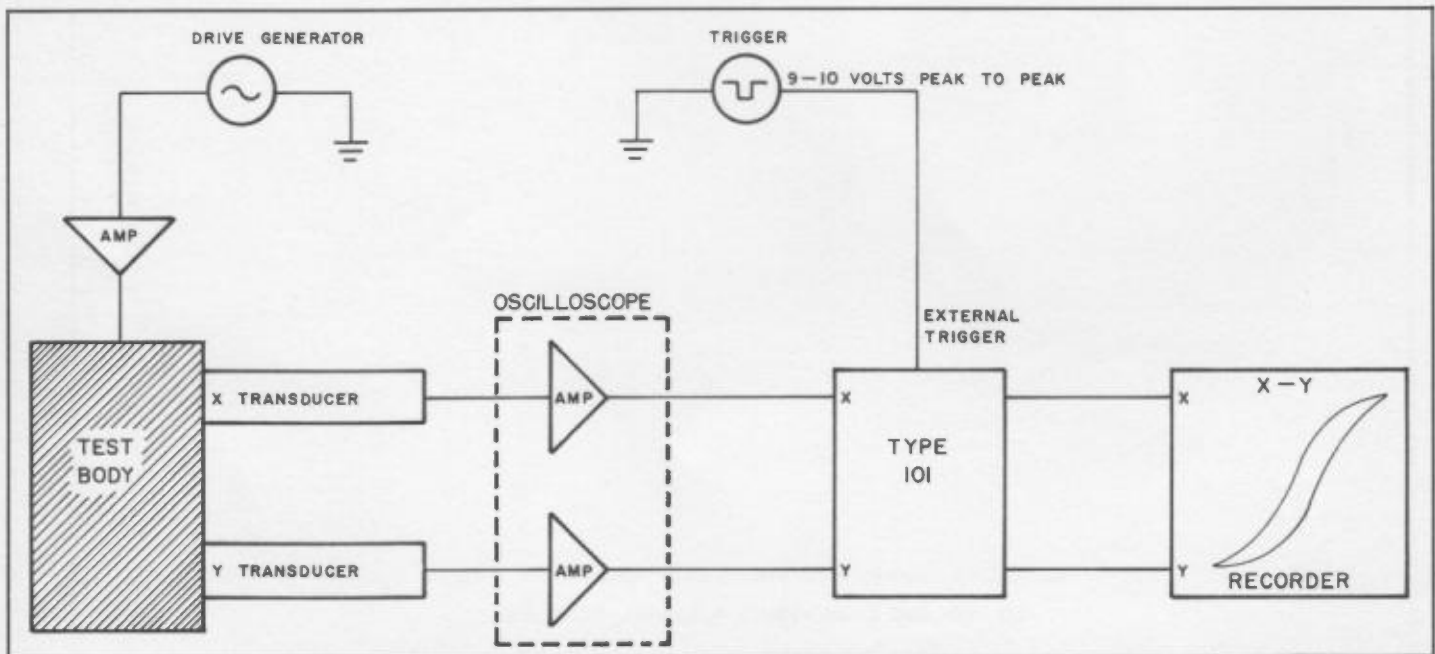 DRIVE GENERATOR
TRIGGER
9—10 VOLTS PEAK TO PEAK
AMP
OSCILLOSCOPE
EXTERNAL
TRIGGER
X TRANSDUCER
AMP
X
X
X—Y
TEST
BODY
TYPE
101
Y TRANSDUCER
AMP
Y
Y
RECORDER